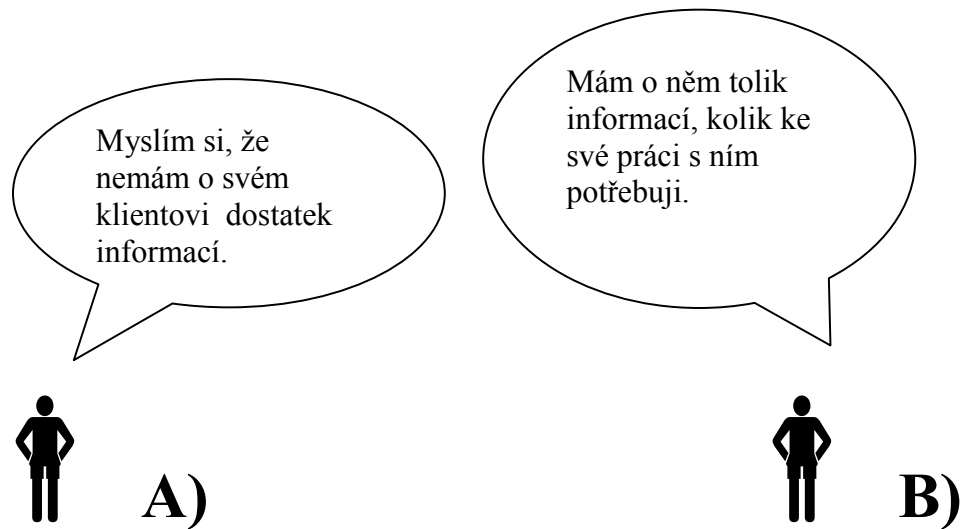 Myslím si, že
nemám o svém
klientovi  dostatek
informací.
Mám o něm tolik
informací, kolik ke
své práci s ním
potřebuji.
A)
B)